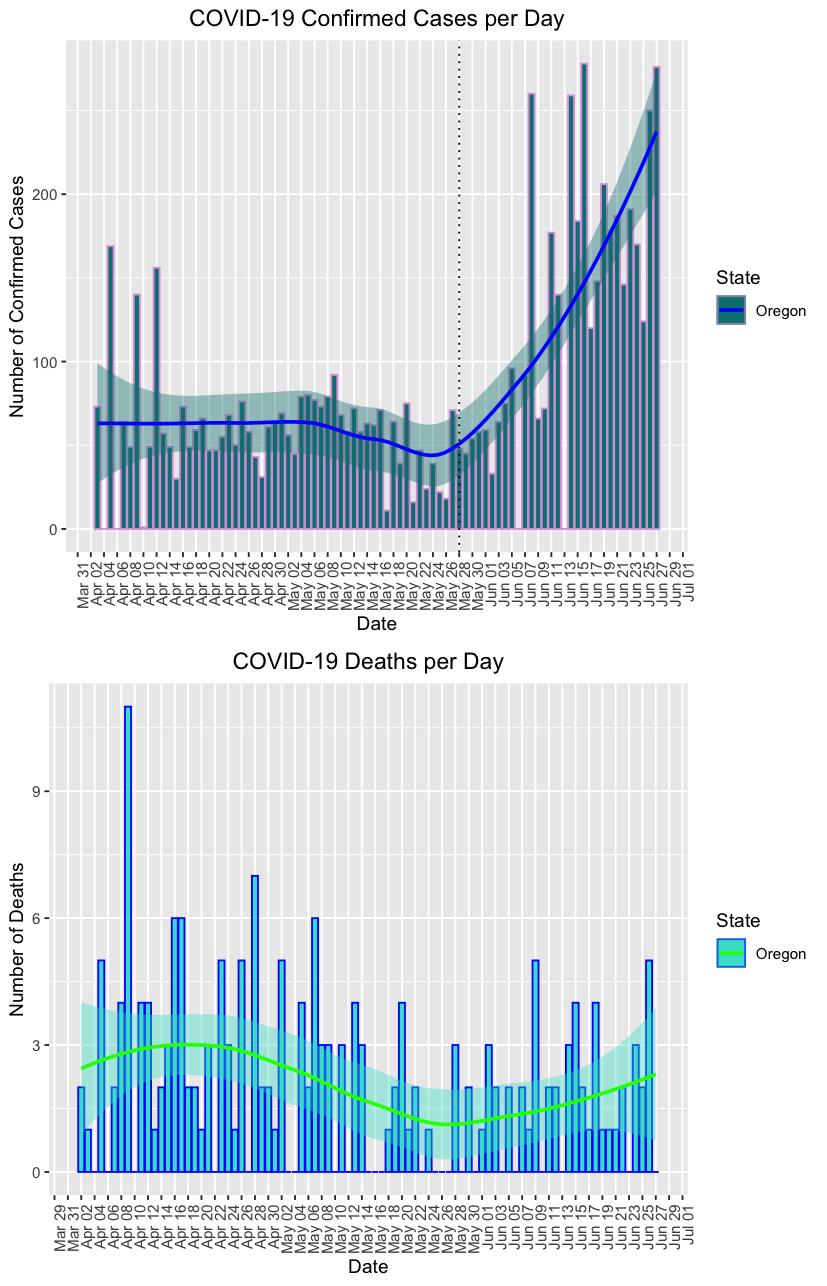 COVID-19 Confirmed Cases per Day
Number of Confirmed Cases
200
100
0
Mar 31
Apr 02
Apr 04
Apr 06
Apr 08
Apr 10
Apr 12
Apr 14
Apr 16
Apr 18
Apr 20
Apr 22
Apr 24
Apr 26
Apr 28
Apr 30
May 02
May 04
May 06
May 08
May 10
May 12
May 14
May 16
May 18
May 20
May 22
May 24
May 26
May 28
May 30
Jun 01
Jun 03
Jun 05
Jun 07
Jun 09
Jun 11
Jun 13
Jun 15
Jun 17
Jun 19
Jun 21
Jun 23
Jun 25
Jun 27
Jun 29
Jul 01
Date
State
Oregon
COVID-19 Deaths per Day
Number of Deaths
9
6
3
0
Mar 29
Mar 31
Apr 02
Apr 04
Apr 06
Apr 08
Apr 10
Apr 12
Apr 14
Apr 16
Apr 18
Apr 20
Apr 22
Apr 24
Apr 26
Apr 28
Apr 30
May 02
May 04
May 06
May 08
May 10
May 12
May 14
May 16
May 18
May 20
May 22
May 24
May 26
May 28
May 30
Jun 01
Jun 03
Jun 05
Jun 07
Jun 09
Jun 11
Jun 13
Jun 15
Jun 17
Jun 19
Jun 21
Jun 23
Jun 25
Jun 27
Jun 29
Jul 01
Date
State
Oregon